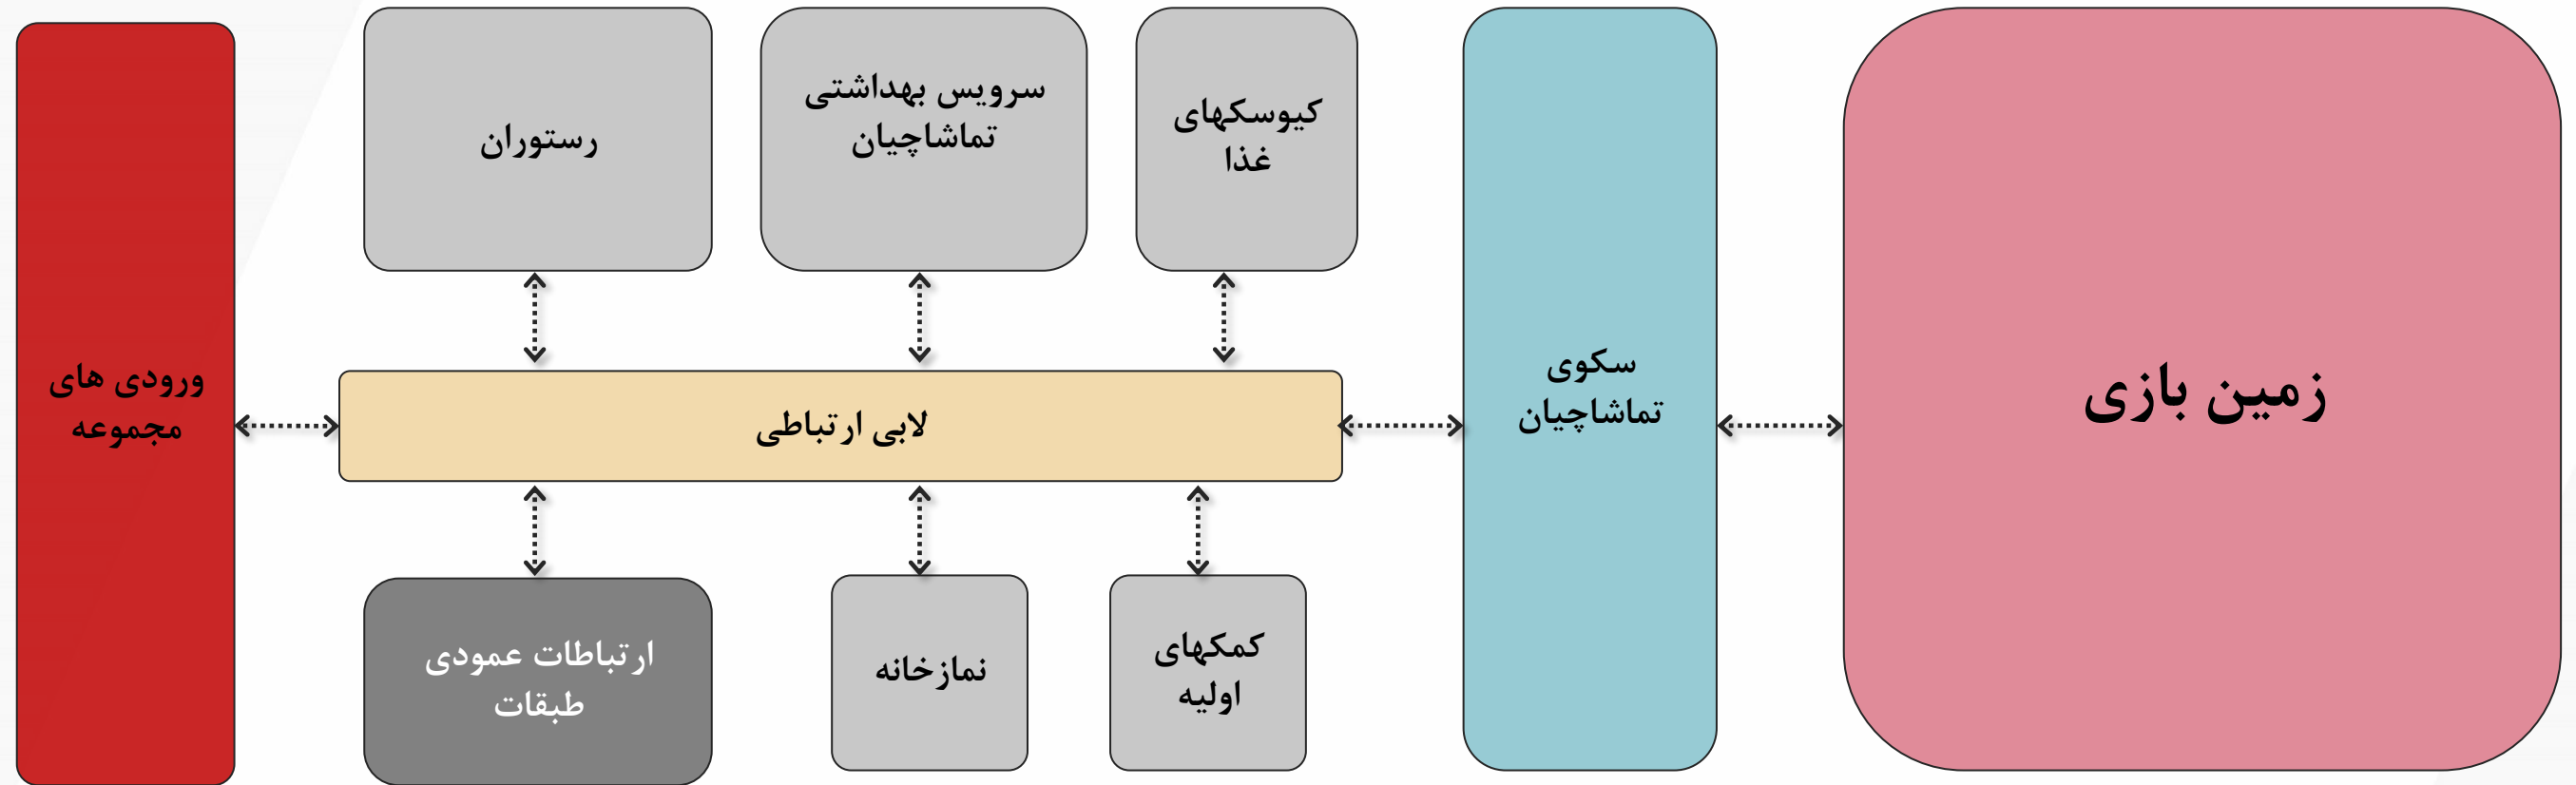 رستوران
سرویس بهداشتی
تماشاچیان
کیوسکهای
غذا
ورودی های
مجموعه
لابی ارتباطی
سکوی
تماشاچیان
زمین بازی
ارتباطات عمودی
طبقات
نمازخانه
کمکهای
اولیه